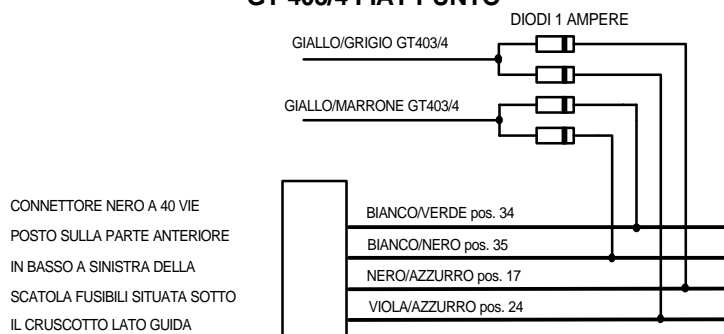 GT 403/4 FIAT PUNTO
DIODI 1 AMPERE
GIALLO/GRIGIO GT403/4
GIALLO/MARRONE GT403/4
CONNETTORE NERO A 40 VIE
POSTO SULLA PARTE ANTERIORE
IN BASSO A SINISTRA DELLA
SCATOLA FUSIBILI SITUATA SOTTO
IL CRUSCOTTO LATO GUIDA
BIANCO/VERDE pos. 34
BIANCO/NERO pos. 35
NERO/AZZURRO pos. 17
VIOLA/AZZURRO pos. 24